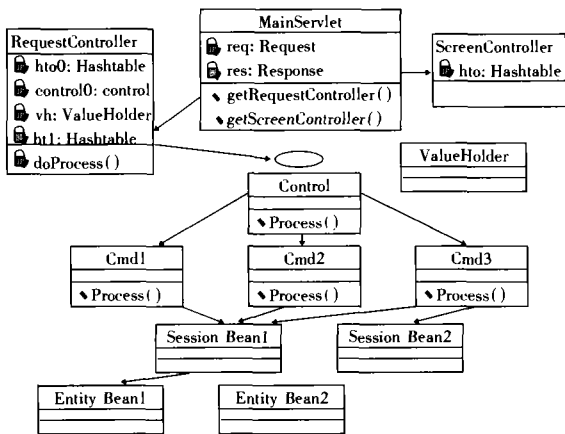 MainServlet
req: Request
res: Response
getRequestController()
getScreenController()
RequestController
hto0: Hashtable
control0: control
vh: ValueHolder
ht1: Hashtable
doProcess()
ScreenController
hto: Hashtable
ValueHolder
Control
Process()
Cmd1
Process()
Cmd2
Process()
Cmd3
Process()
Session Bean1
Session Bean2
Entity Bean1
Entity Bean2